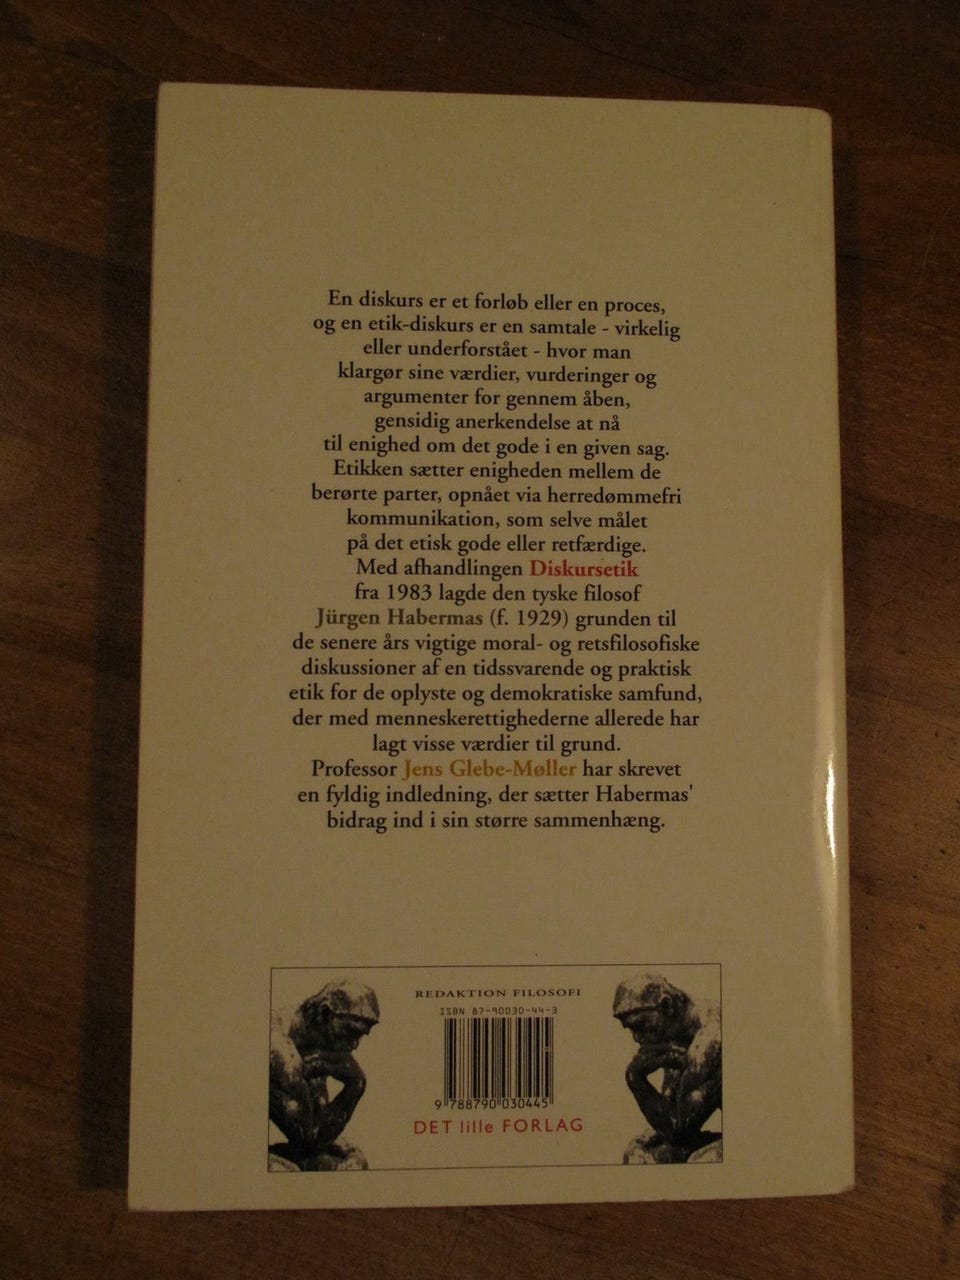 En diskurs er et forløb eller en proces,
og en etik-diskurs er en samtale - virkelig
eller underforstået - hvor man
klargør sine værdier, vurderinger og
argumenter for gennem åben,
gensidig anerkendelse at nå
til enighed om det gode i en given sag.
Etikken sætter enigheden mellem de
berørte parter, opnået via herredømmefri
kommunikation, som selve målet
på det etisk gode eller retfærdige.
Med afhandlingen Diskursetik
fra 1983 lagde den tyske filosof
Jürgen Habermas (f. 1929) grunden til
de senere års vigtige moral- og retsfilosofiske
diskussioner af en tidssvarende og praktisk
etik for de oplyste og demokratiske samfund,
der med menneskerettighederne allerede har
lagt visse værdier til grund.
Professor Jens Glebe-Møller har skrevet
en fyldig indledning, der sætter Habermas'
bidrag ind i sin større sammenhæng.
REDAKTION FILOSOFI
ISBN 87-90030-44-3
9 788790 030445
DET lille FORLAG